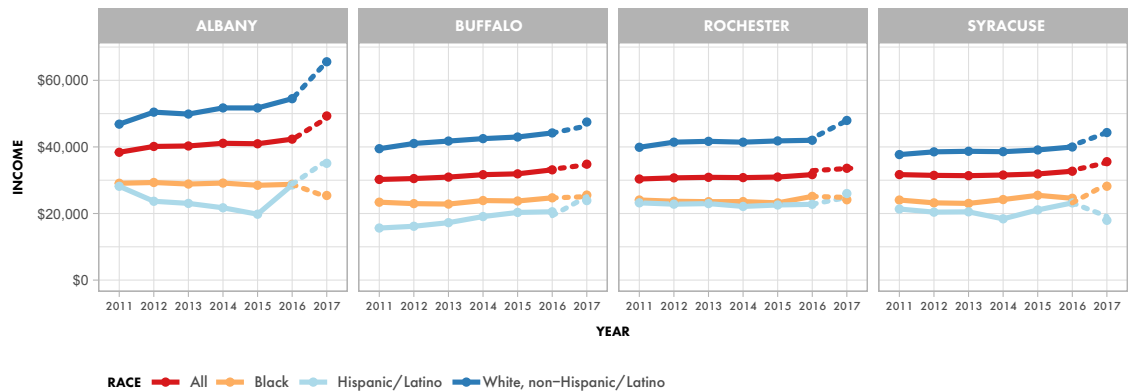 ALBANY BUFFALO ROCHESTER SYRACUSE
$60,000
$40,000
$20,000
$0
INCOME
2011 2012 2013 2014 2015 2016 2017 2011 2012 2013 2014 2015 2016 2017 2011 2012 2013 2014 2015 2016 2017 2011 2012 2013 2014 2015 2016 2017
YEAR
RACE All Black Hispanic/Latino White, non-Hispanic/Latino